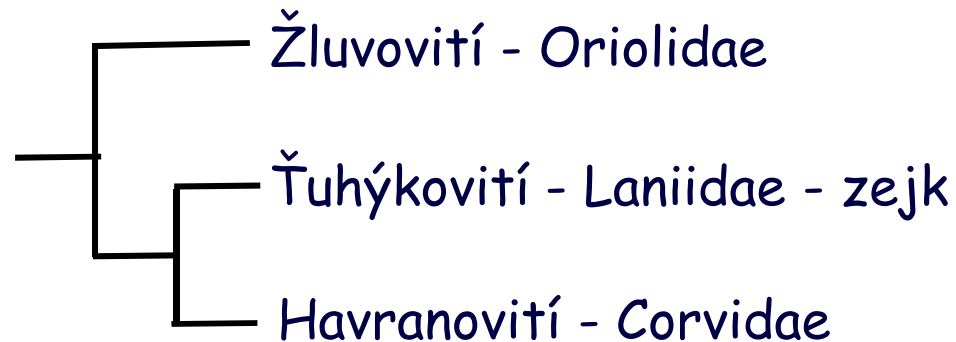 Žluvovití - Oriolidae
Ťuhýkovití - Laniidae - zejk
Havranovití - Corvidae